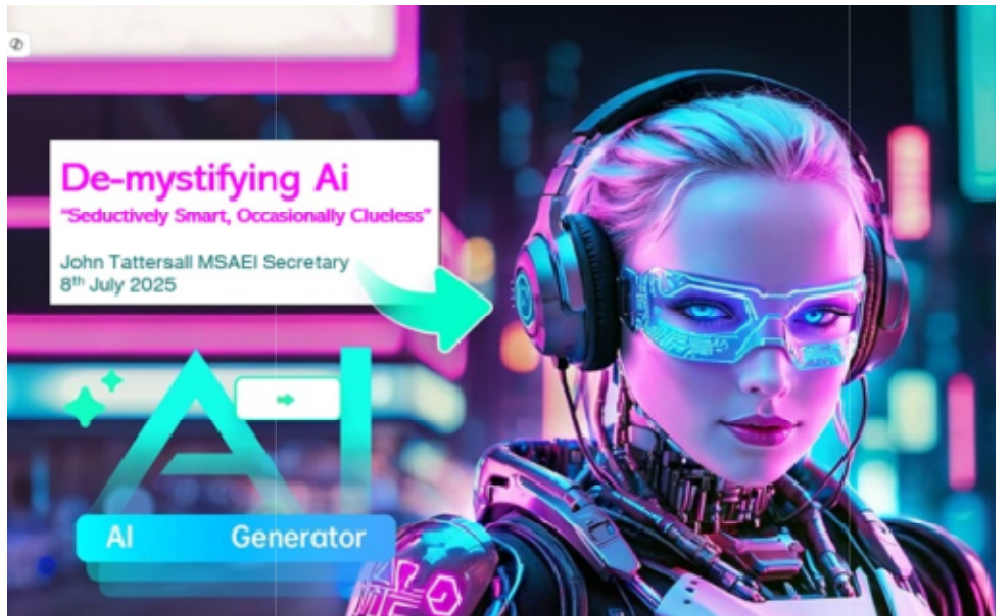 De-mystifying Ai
"Seductively Smart, Occasionally Clueless"
John Tattersall MSAEI Secretary
8th July 2025
AI
AI Generator